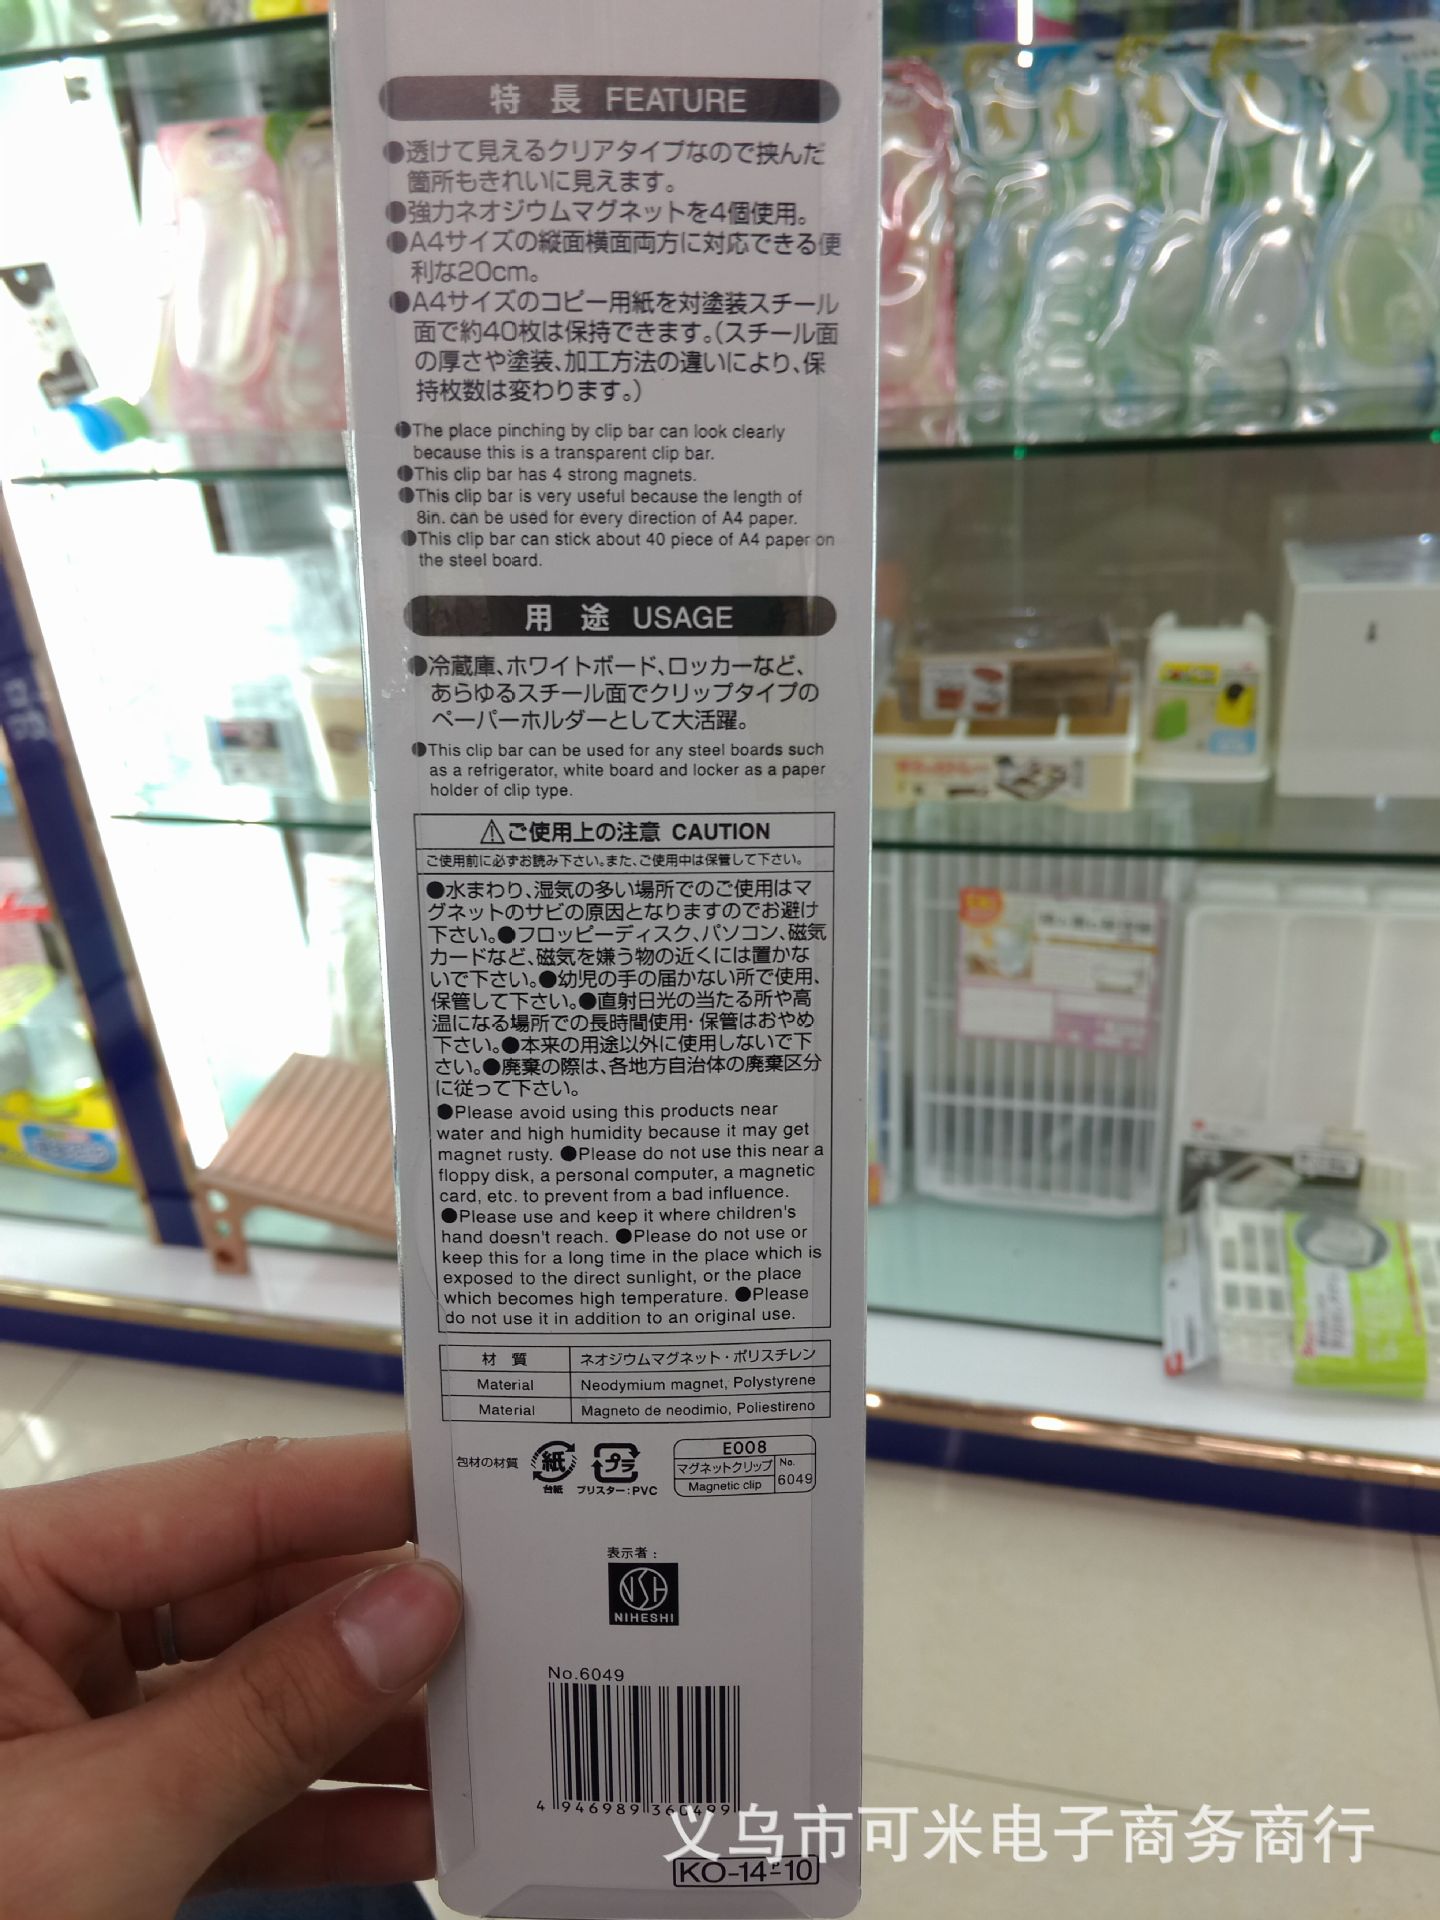 特長 FEATURE
●透けて見えるクリアタイプなので挟んだ
箇所もきれいに見えます。
●強力ネオジウムマグネットを4個使用。
●A4サイズの縦面横面両方に対応できる便
利な20cm。
●A4サイズのコピー用紙を対塗装スチール
面で約40枚は保持できます。(スチール面
の厚さや塗装、加工方法の違いにより、保
持枚数は変わります。)
●The place pinching by clip bar can look clearly
because this is a transparent clip bar.
●This clip bar has 4 strong magnets.
●This clip bar is very useful because the length of
8in. can be used for every direction of A4 paper.
●This clip bar can stick about 40 piece of A4 paper on
the steel board.
用途 USAGE
●冷蔵庫、ホワイトボード、ロッカーなど、
あらゆるスチール面でクリップタイプの
ペーパーホルダーとして大活躍。
●This clip bar can be used for any steel boards such
as a refrigerator, white board and locker as a paper
holder of clip type.
⚠ご使用上の注意 CAUTION
ご使用前に必ずお読み下さい。また、ご使用中は保管して下さい。
●水まわり、湿気の多い場所でのご使用はマ
グネットのサビの原因となりますのでお避け
下さい。●フロッピーディスク、パソコン、磁気
カードなど、磁気を嫌う物の近くには置かな
いで下さい。●幼児の手の届かない所で使用、
保管して下さい。●直射日光の当たる所や高
温になる場所での長時間使用・保管はおやめ
下さい。●本来の用途以外に使用しないで下
さい。●廃棄の際は、各地方自治体の廃棄区分
に従って下さい。
●Please avoid using this products near
water and high humidity because it may get
magnet rusty. ●Please do not use this near a
floppy disk, a personal computer, a magnetic
card, etc. to prevent from a bad influence.
●Please use and keep it where children's
hand doesn't reach. ●Please do not use or
keep this for a long time in the place which is
exposed to the direct sunlight, or the place
which becomes high temperature. ●Please
do not use it in addition to an original use.
材質 ネオジウムマグネット・ポリスチレン
Material Neodymium magnet, Polystyrene
Material Magneto de neodimio, Poliestireno
包材の材質 紙 プラ
台紙 ブリスター:PVC
E008
マグネットクリップ No.
Magnetic clip 6049
表示者:
NSH
NIHESHI
No.6049
4 946989 360499
义乌市可米电子商务商行
KO-14-P-10